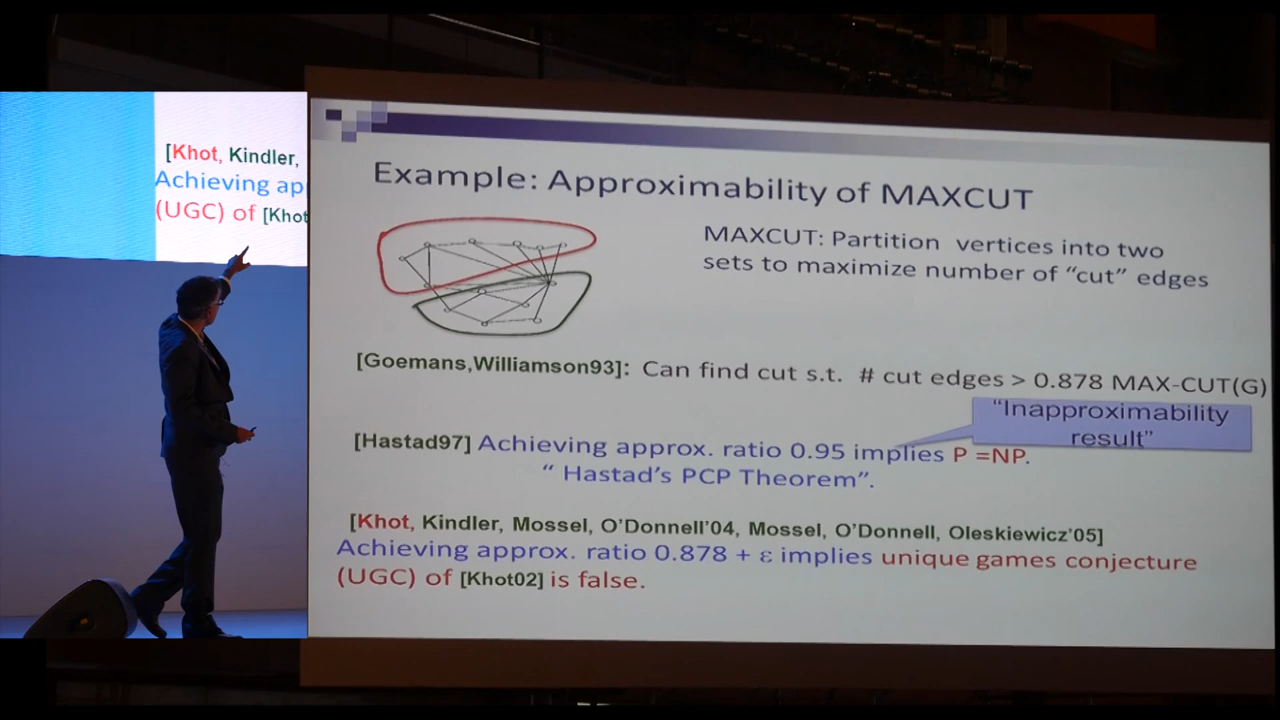 [Khot, Kindler,
Achieving ap
(UGC) of [Khot
Example: Approximability of MAXCUT
MAXCUT: Partition vertices into two
sets to maximize number of “cut” edges
[Goemans,Williamson93]: Can find cut s.t. # cut edges > 0.878 MAX-CUT(G)
“Inapproximability
result”
[Hastad97] Achieving approx. ratio 0.95 implies P =NP.
“ Hastad’s PCP Theorem”.
[Khot, Kindler, Mossel, O’Donnell’04, Mossel, O’Donnell, Oleskiewicz’05]
Achieving approx. ratio 0.878 + ε implies unique games conjecture
(UGC) of [Khot02] is false.